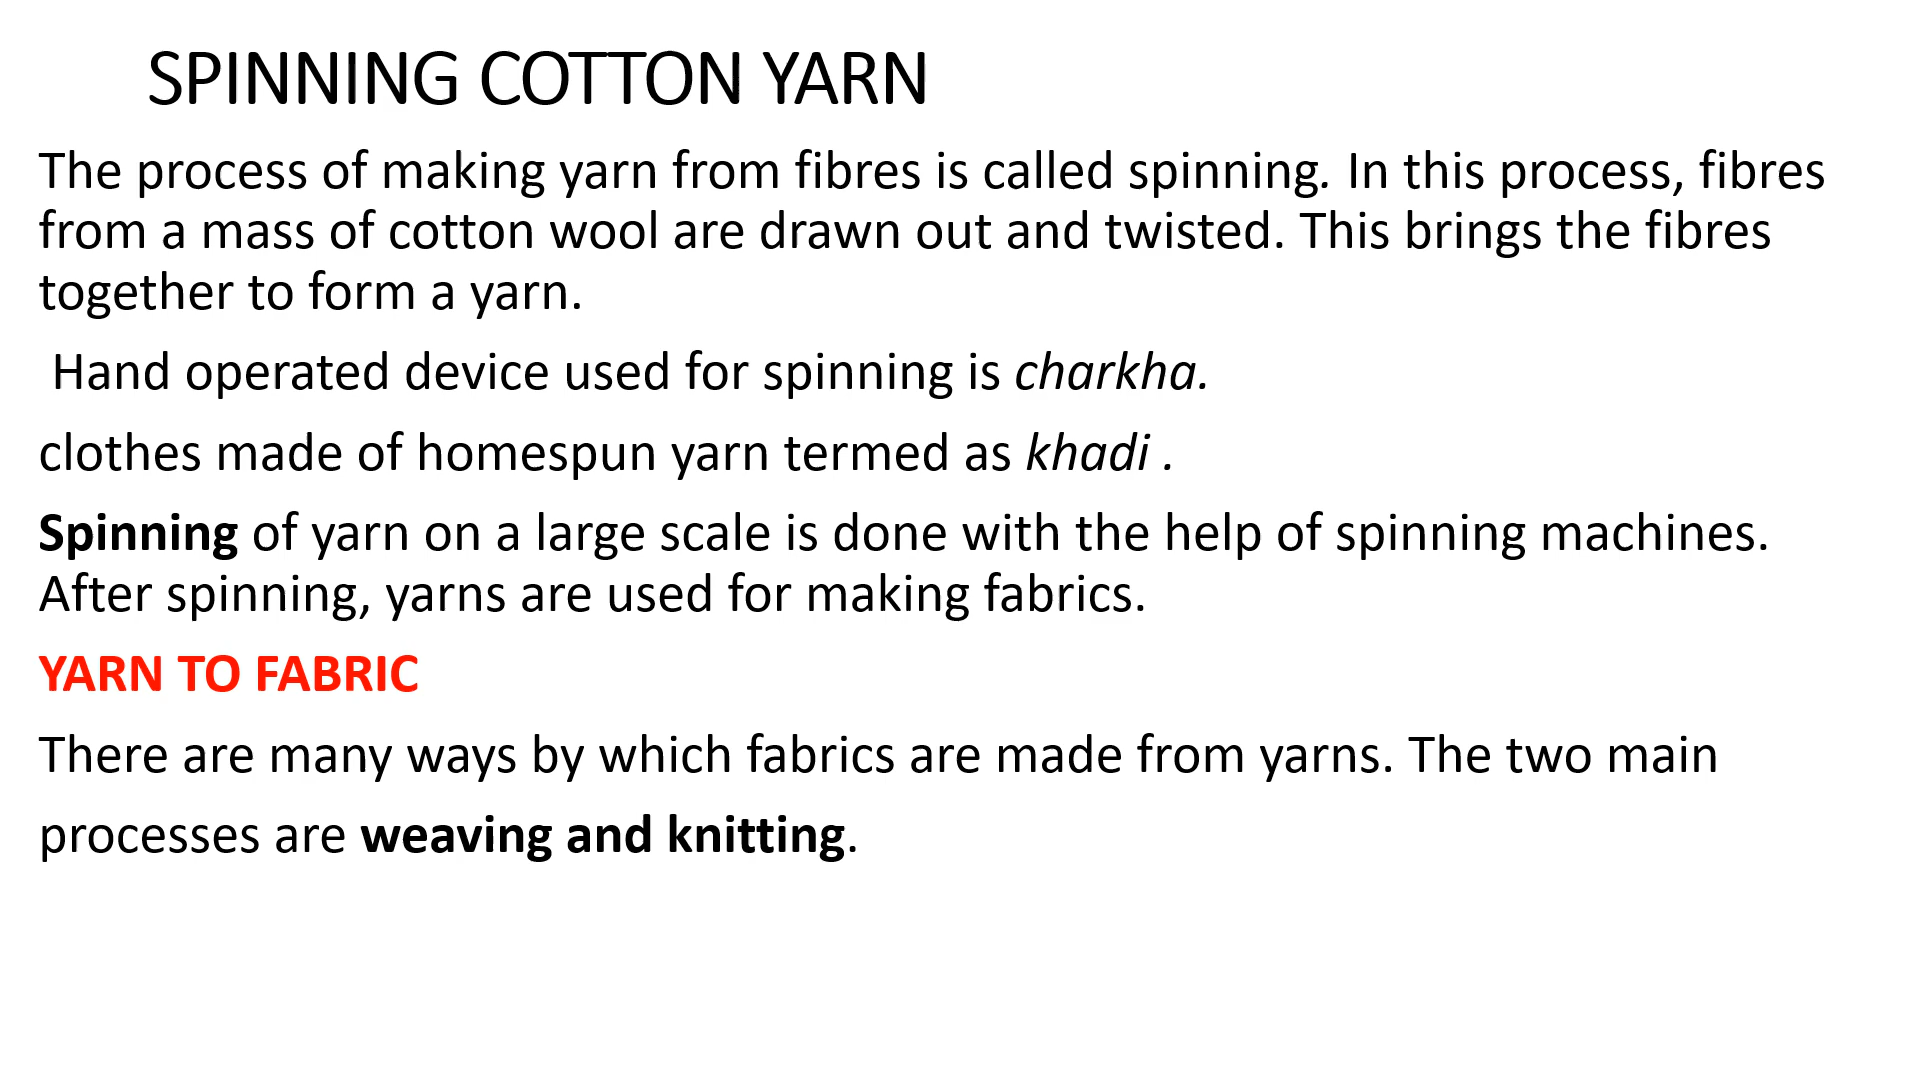 SPINNING COTTON YARN
The process of making yarn from fibres is called spinning. In this process, fibres
from a mass of cotton wool are drawn out and twisted. This brings the fibres
together to form a yarn.
Hand operated device used for spinning is charkha.
clothes made of homespun yarn termed as khadi .
Spinning of yarn on a large scale is done with the help of spinning machines.
After spinning, yarns are used for making fabrics.
YARN TO FABRIC
There are many ways by which fabrics are made from yarns. The two main
processes are weaving and knitting.